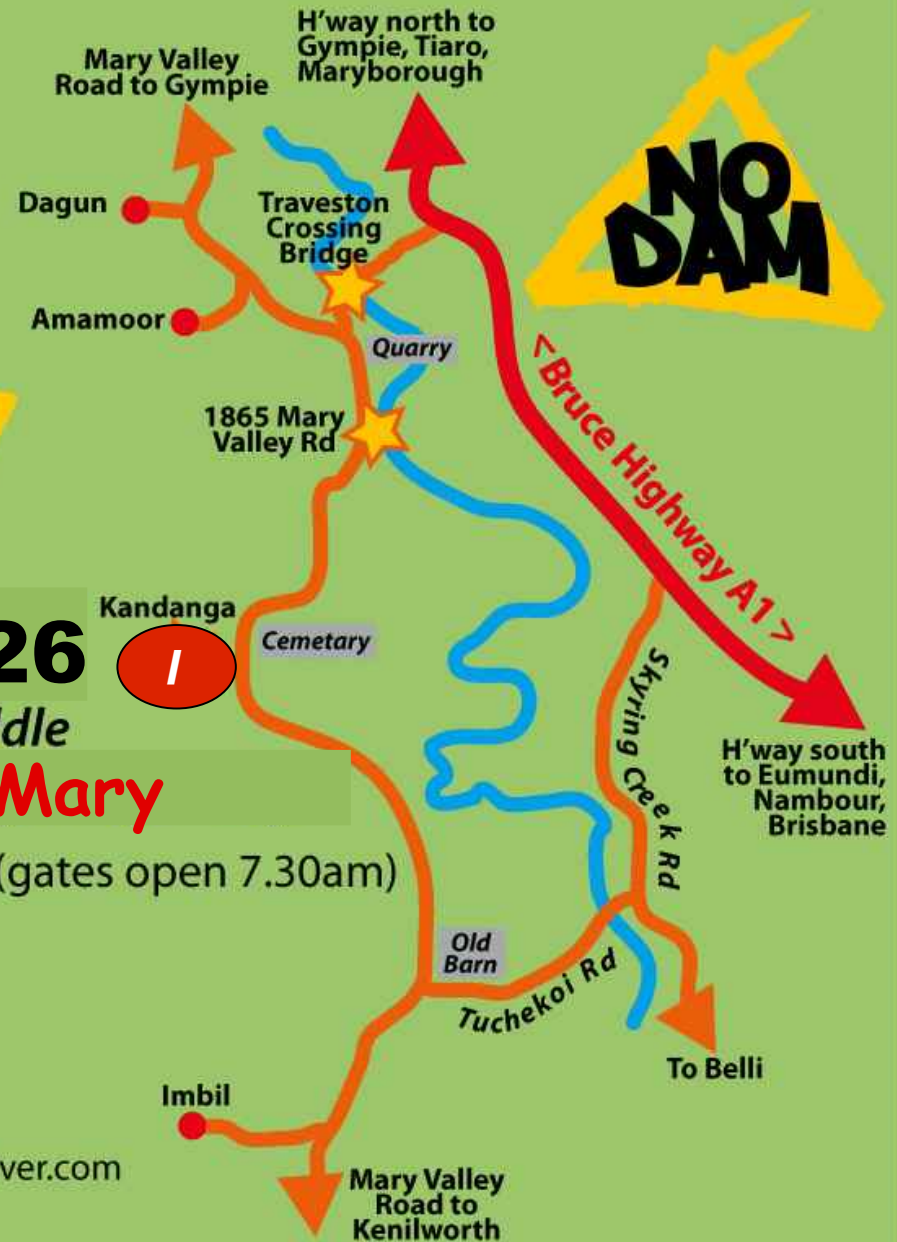 H'way north to
Gympie, Tiaro,
Maryborough
Mary Valley
Road to Gympie
NO
DAM
Dagun
Traveston
Crossing
Bridge
Amamoor
Quarry
<Bruce Highway A1>
1865 Mary
Valley Rd
26
Kandanga
I
Cemetary
Skyring Creek Rd
ddle
Mary
H'way south
to Eumundi,
Nambour,
Brisbane
(gates open 7.30am)
Old
Barn
Tuchekoi Rd
To Belli
Imbil
ver.com
Mary Valley
Road to
Kenilworth